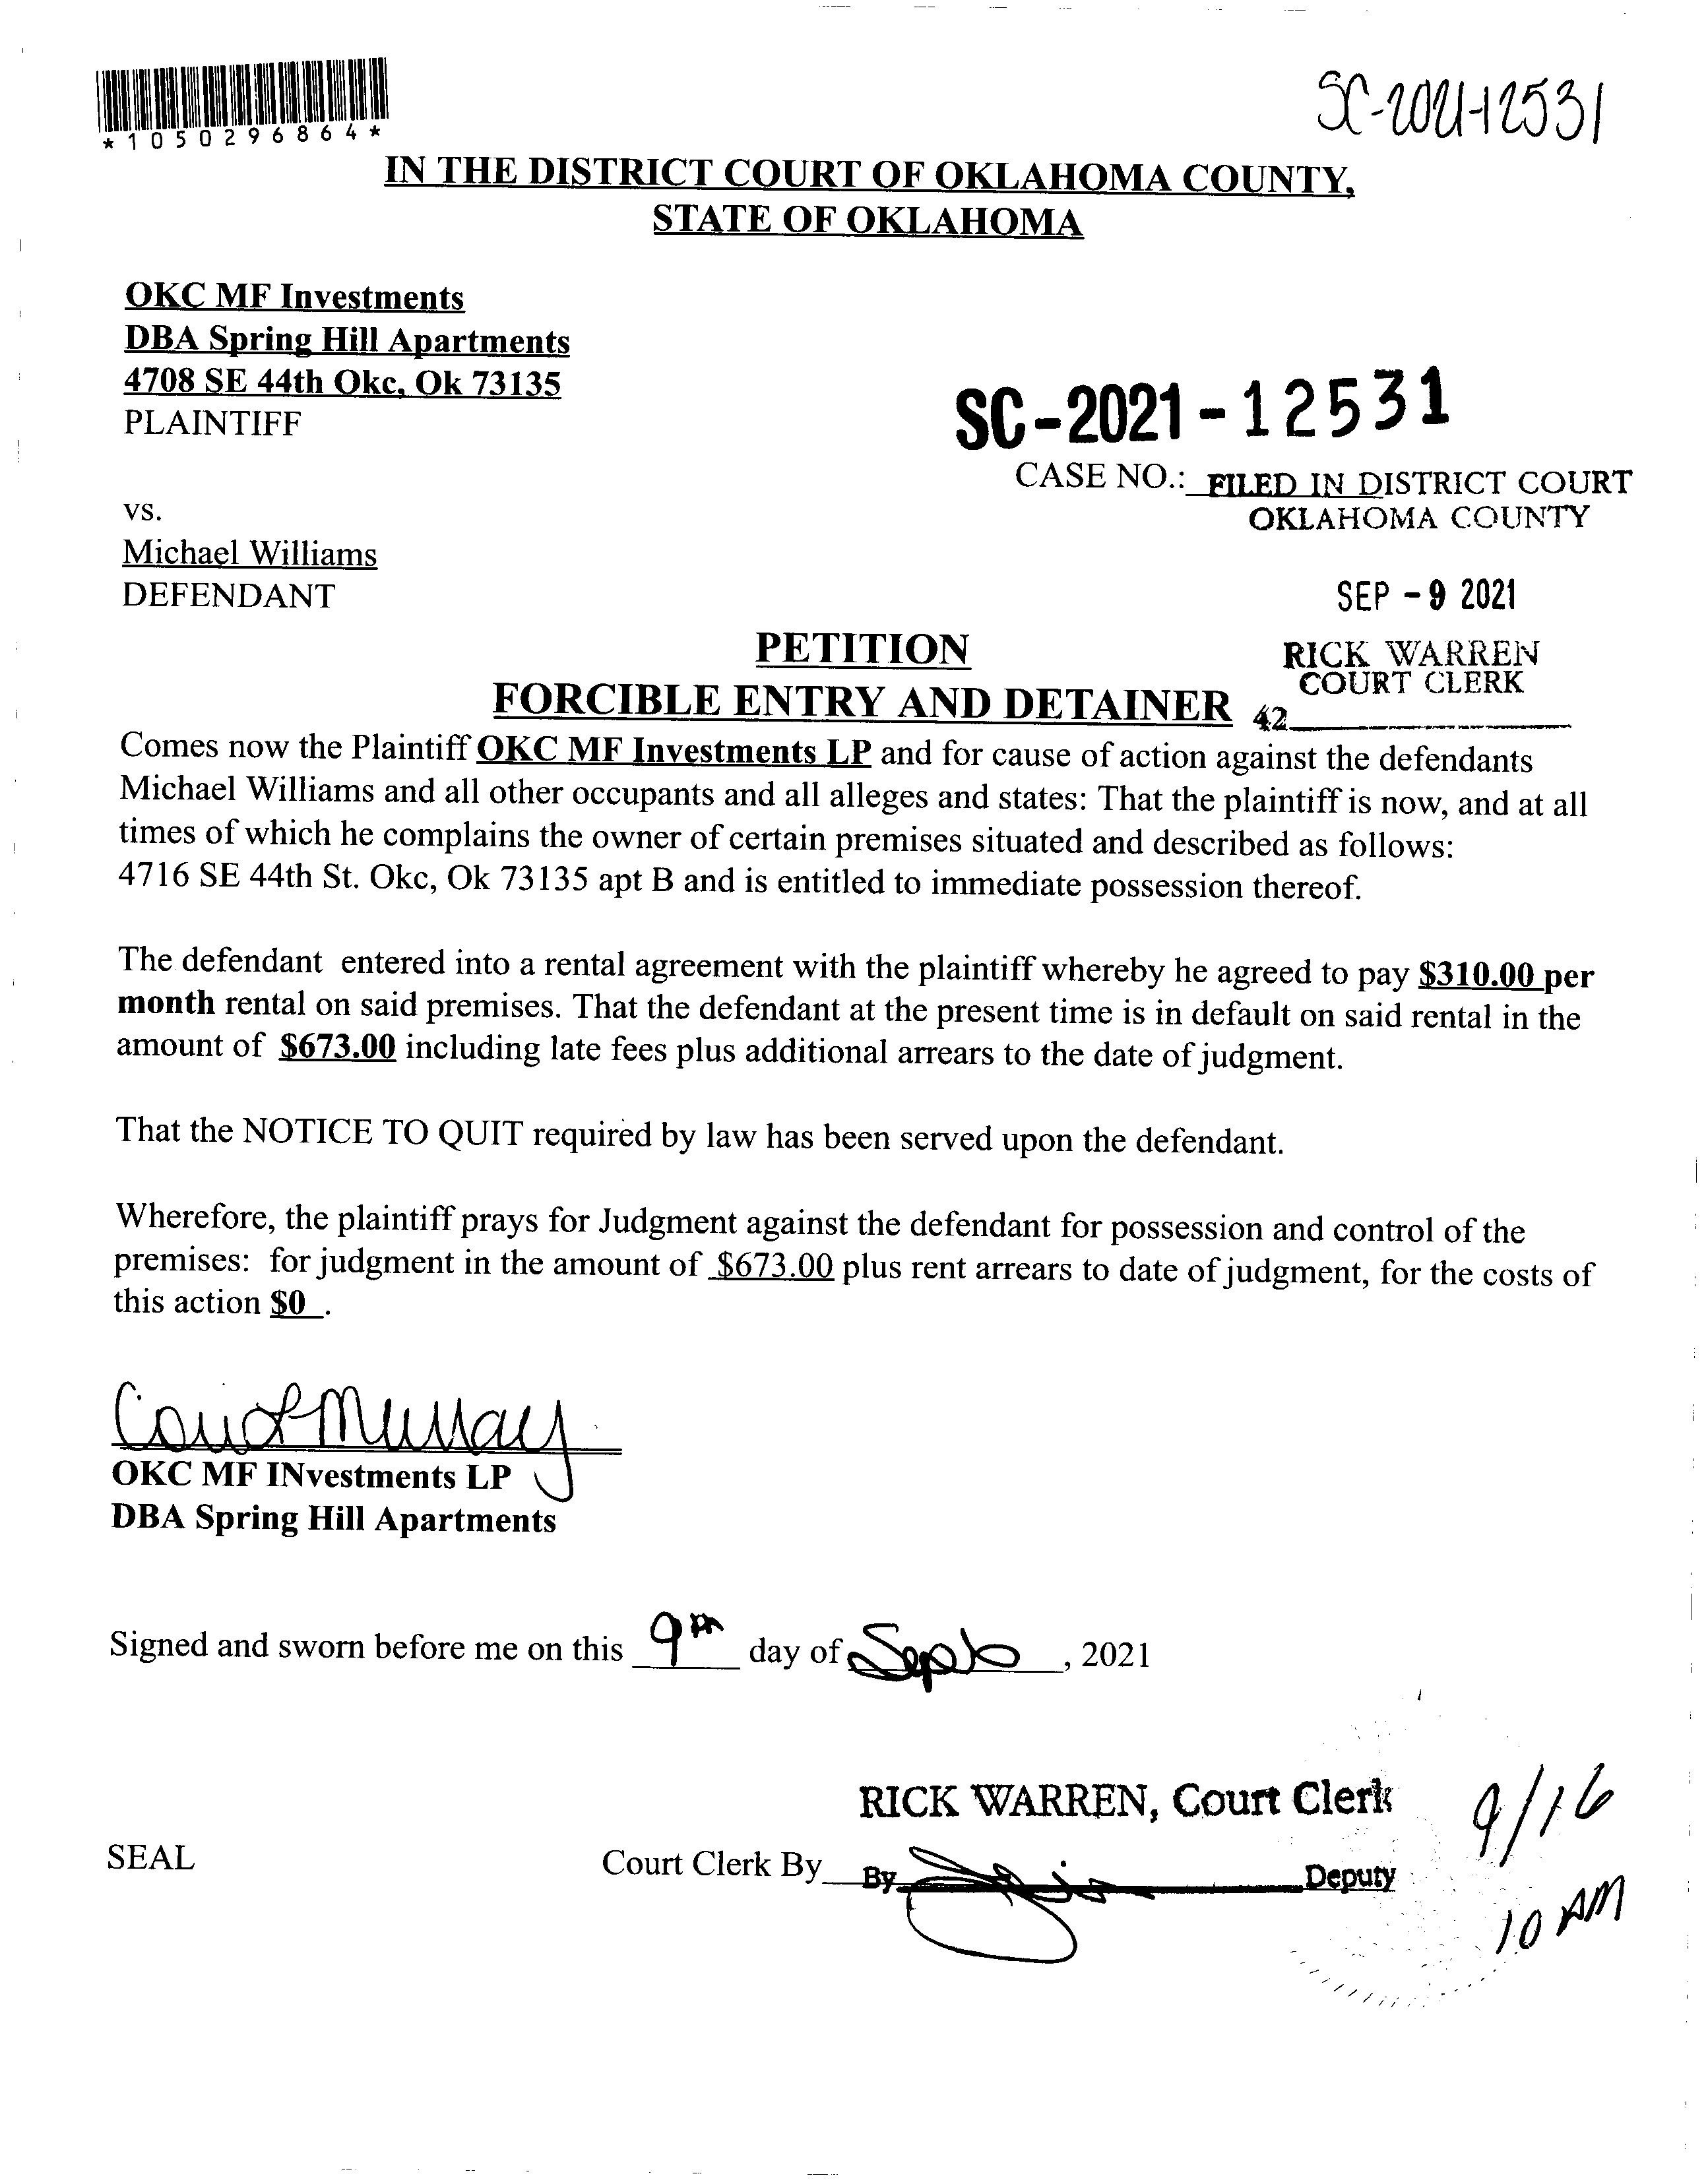 *1050296864*
SC-2021-12531
IN THE DISTRICT COURT OF OKLAHOMA COUNTY,
STATE OF OKLAHOMA
OKC MF Investments
DBA Spring Hill Apartments
4708 SE 44th Okc, Ok 73135
PLAINTIFF
SC-2021-12531
CASE NO.: FILED IN DISTRICT COURT
OKLAHOMA COUNTY
vs.
Michael Williams
DEFENDANT
SEP - 9 2021
RICK WARREN
COURT CLERK
42
PETITION
FORCIBLE ENTRY AND DETAINER
Comes now the Plaintiff OKC MF Investments LP and for cause of action against the defendants
Michael Williams and all other occupants and all alleges and states: That the plaintiff is now, and at all
times of which he complains the owner of certain premises situated and described as follows:
4716 SE 44th St. Okc, Ok 73135 apt B and is entitled to immediate possession thereof.
The defendant entered into a rental agreement with the plaintiff whereby he agreed to pay $310.00 per
month rental on said premises. That the defendant at the present time is in default on said rental in the
amount of $673.00 including late fees plus additional arrears to the date of judgment.
That the NOTICE TO QUIT required by law has been served upon the defendant.
Wherefore, the plaintiff prays for Judgment against the defendant for possession and control of the
premises: for judgment in the amount of $673.00 plus rent arrears to date of judgment, for the costs of
this action $0 .
Murray
OKC MF INvestments LP
DBA Spring Hill Apartments
Signed and sworn before me on this 9th day of Sept , 2021
RICK WARREN, Court Clerk
SEAL
Court Clerk By By Deputy
9/16
10 AM